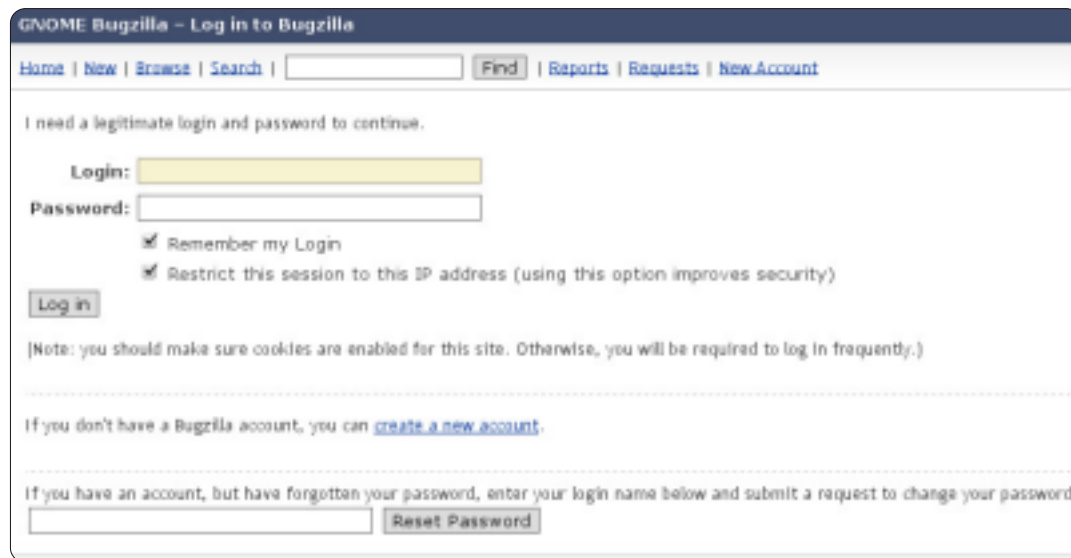 GNOME Bugzilla – Log in to Bugzilla
Home | New | Browse | Search | Find | Reports | Requests | New Account
I need a legitimate login and password to continue.
Login:
Password:
Remember my Login
Restrict this session to this IP address (using this option improves security)
Log in
(Note: you should make sure cookies are enabled for this site. Otherwise, you will be required to log in frequently.)
If you don't have a Bugzilla account, you can create a new account.
If you have an account, but have forgotten your password, enter your login name below and submit a request to change your password
Reset Password